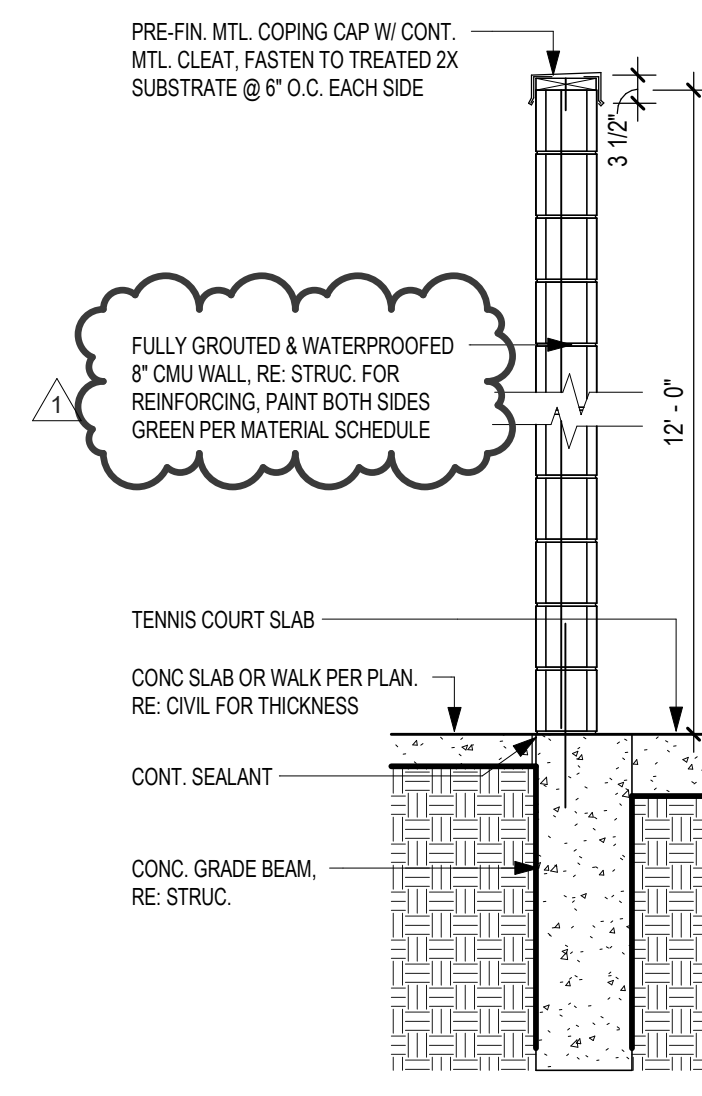 PRE-FIN. MTL. COPING CAP W/ CONT.
MTL. CLEAT, FASTEN TO TREATED 2X
SUBSTRATE @ 6" O.C. EACH SIDE
3 1/2"
FULLY GROUTED & WATERPROOFED
8" CMU WALL, RE: STRUC. FOR
REINFORCING, PAINT BOTH SIDES
GREEN PER MATERIAL SCHEDULE
1
12' - 0"
TENNIS COURT SLAB
CONC SLAB OR WALK PER PLAN.
RE: CIVIL FOR THICKNESS
CONT. SEALANT
CONC. GRADE BEAM,
RE: STRUC.